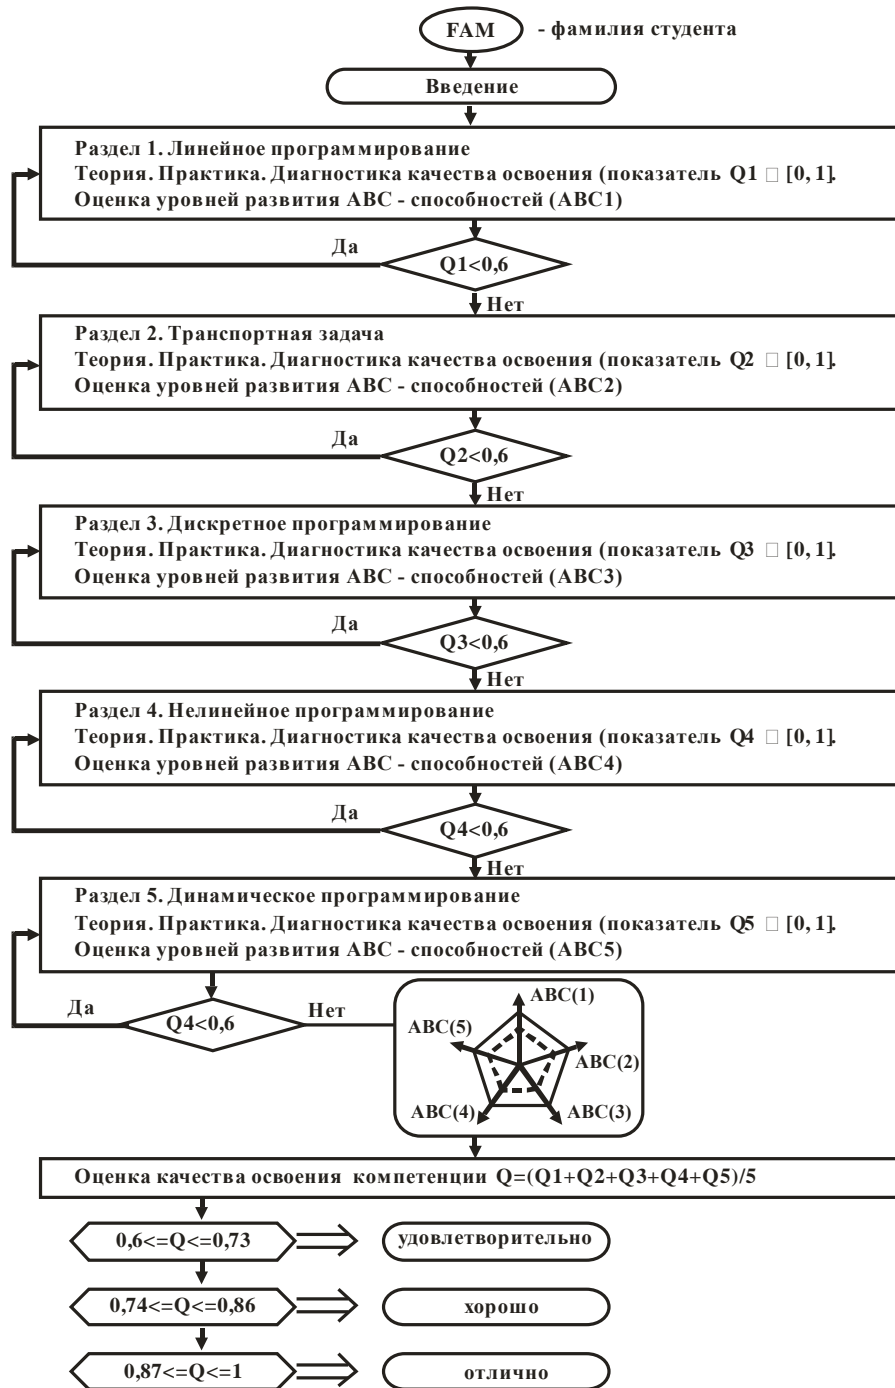 FAM - фамилия студента
Введение
Раздел 1. Линейное программирование
Теория. Практика. Диагностика качества освоения (показатель Q1 □ [0, 1].
Оценка уровней развития АВС - способностей (АВС1)
Да
Q1<0,6
Нет
Раздел 2. Транспортная задача
Теория. Практика. Диагностика качества освоения (показатель Q2 □ [0, 1].
Оценка уровней развития АВС - способностей (АВС2)
Да
Q2<0,6
Нет
Раздел 3. Дискретное программирование
Теория. Практика. Диагностика качества освоения (показатель Q3 □ [0, 1].
Оценка уровней развития АВС - способностей (АВС3)
Да
Q3<0,6
Нет
Раздел 4. Нелинейное программирование
Теория. Практика. Диагностика качества освоения (показатель Q4 □ [0, 1].
Оценка уровней развития АВС - способностей (АВС4)
Да
Q4<0,6
Нет
Раздел 5. Динамическое программирование
Теория. Практика. Диагностика качества освоения (показатель Q5 □ [0, 1].
Оценка уровней развития АВС - способностей (АВС5)
Да
Q4<0,6
Нет
АВС(1)
АВС(5)
АВС(2)
АВС(4)
АВС(3)
Оценка качества освоения компетенции Q=(Q1+Q2+Q3+Q4+Q5)/5
0,6<=Q<=0,73
удовлетворительно
0,74<=Q<=0,86
хорошо
0,87<=Q<=1
отлично